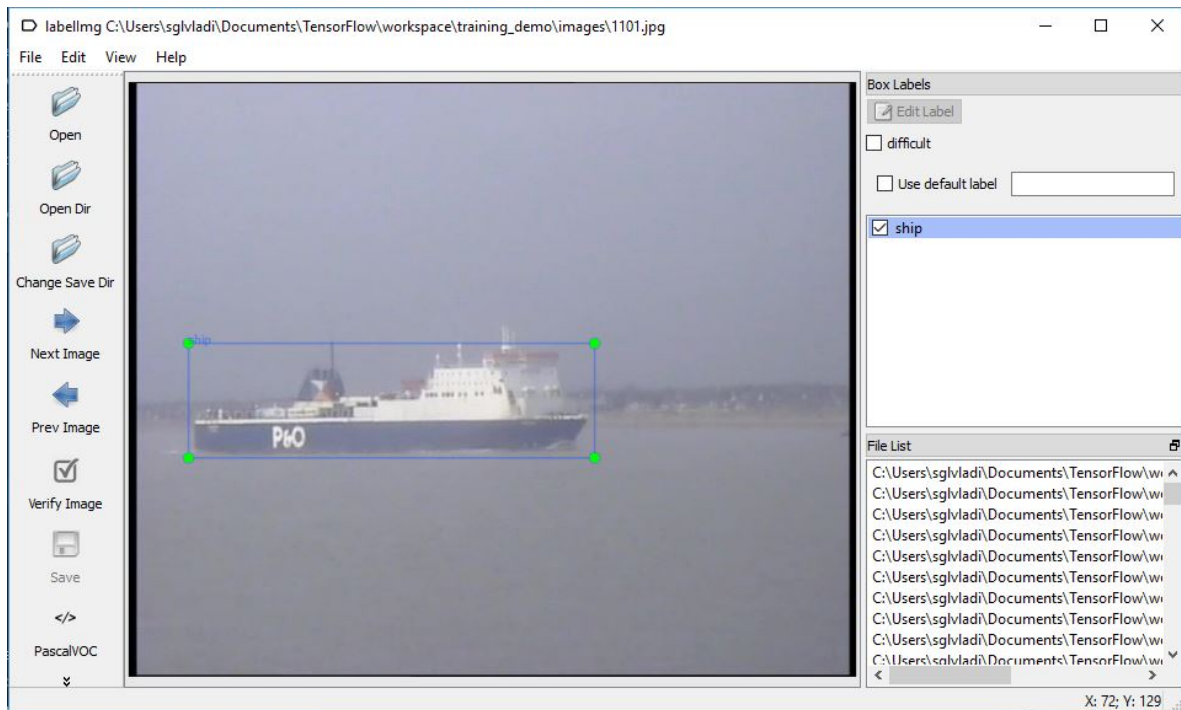 labelImg C:\Users\sglvladi\Documents\TensorFlow\workspace\training_demo\images\1101.jpg
File Edit View Help
Open
Open Dir
Change Save Dir
Next Image
Prev Image
Verify Image
Save
</>
PascalVOC
ship
P&O
Box Labels
Edit Label
difficult
Use default label
ship
File List
C:\Users\sglvladi\Documents\TensorFlow\w
C:\Users\sglvladi\Documents\TensorFlow\w
C:\Users\sglvladi\Documents\TensorFlow\w
C:\Users\sglvladi\Documents\TensorFlow\w
C:\Users\sglvladi\Documents\TensorFlow\w
C:\Users\sglvladi\Documents\TensorFlow\w
C:\Users\sglvladi\Documents\TensorFlow\w
C:\Users\sglvladi\Documents\TensorFlow\w
C:\Users\sglvladi\Documents\TensorFlow\w
C:\Users\sglvladi\Documents\TensorFlow\w
X: 72; Y: 129